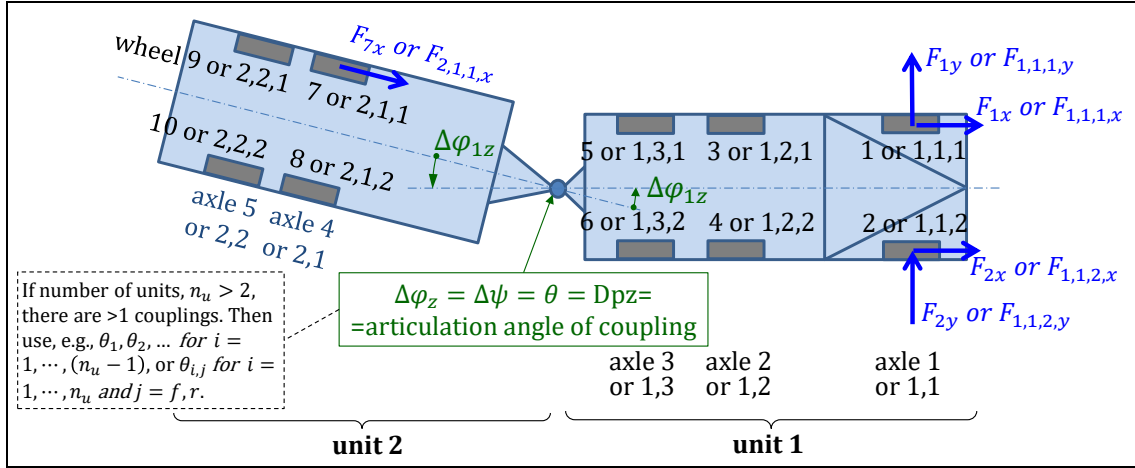 F7x or F2,1,1,x
wheel 9 or 2,2,1
7 or 2,1,1
10 or 2,2,2
8 or 2,1,2
Δφ1z
axle 5
or 2,2
axle 4
or 2,1
F1y or F1,1,1,y
F1x or F1,1,1,x
5 or 1,3,1
3 or 1,2,1
1 or 1,1,1
Δφ1z
6 or 1,3,2
4 or 1,2,2
2 or 1,1,2
F2x or F1,1,2,x
F2y or F1,1,2,y
If number of units, nu > 2,
there are >1 couplings. Then
use, e.g., θ1, θ2, … for i =
1, ⋯, (nu − 1), or θi,j for i =
1, ⋯, nu and j = f, r.
Δφz = Δψ = θ = Dpz=
=articulation angle of coupling
axle 3
or 1,3
axle 2
or 1,2
axle 1
or 1,1
unit 2
unit 1